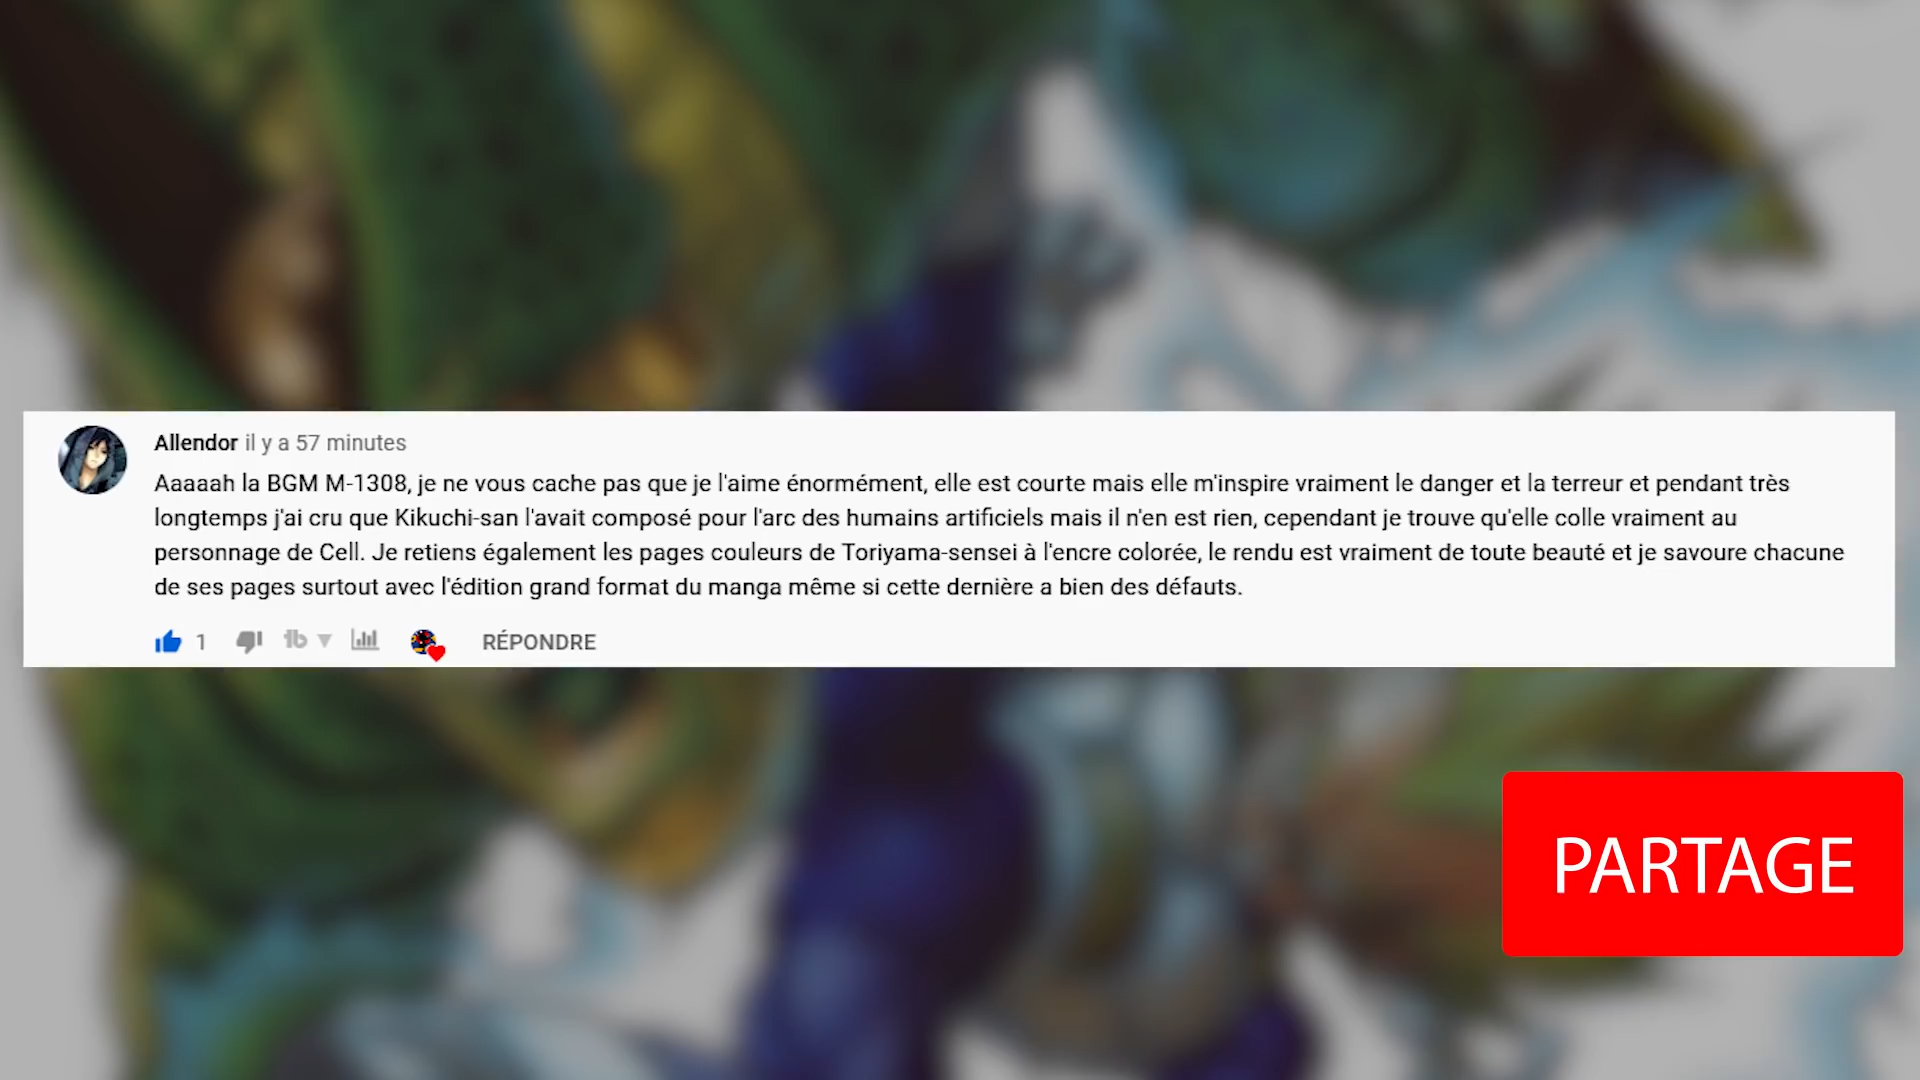 Allendor il y a 57 minutes
Aaaaah la BGM M-1308, je ne vous cache pas que je l'aime énormément, elle est courte mais elle m'inspire vraiment le danger et la terreur et pendant très
longtemps j'ai cru que Kikuchi-san l'avait composé pour l'arc des humains artificiels mais il n'en est rien, cependant je trouve qu'elle colle vraiment au
personnage de Cell. Je retiens également les pages couleurs de Toriyama-sensei à l'encre colorée, le rendu est vraiment de toute beauté et je savoure chacune
de ses pages surtout avec l'édition grand format du manga même si cette dernière a bien des défauts.
1 tb RÉPONDRE
PARTAGE